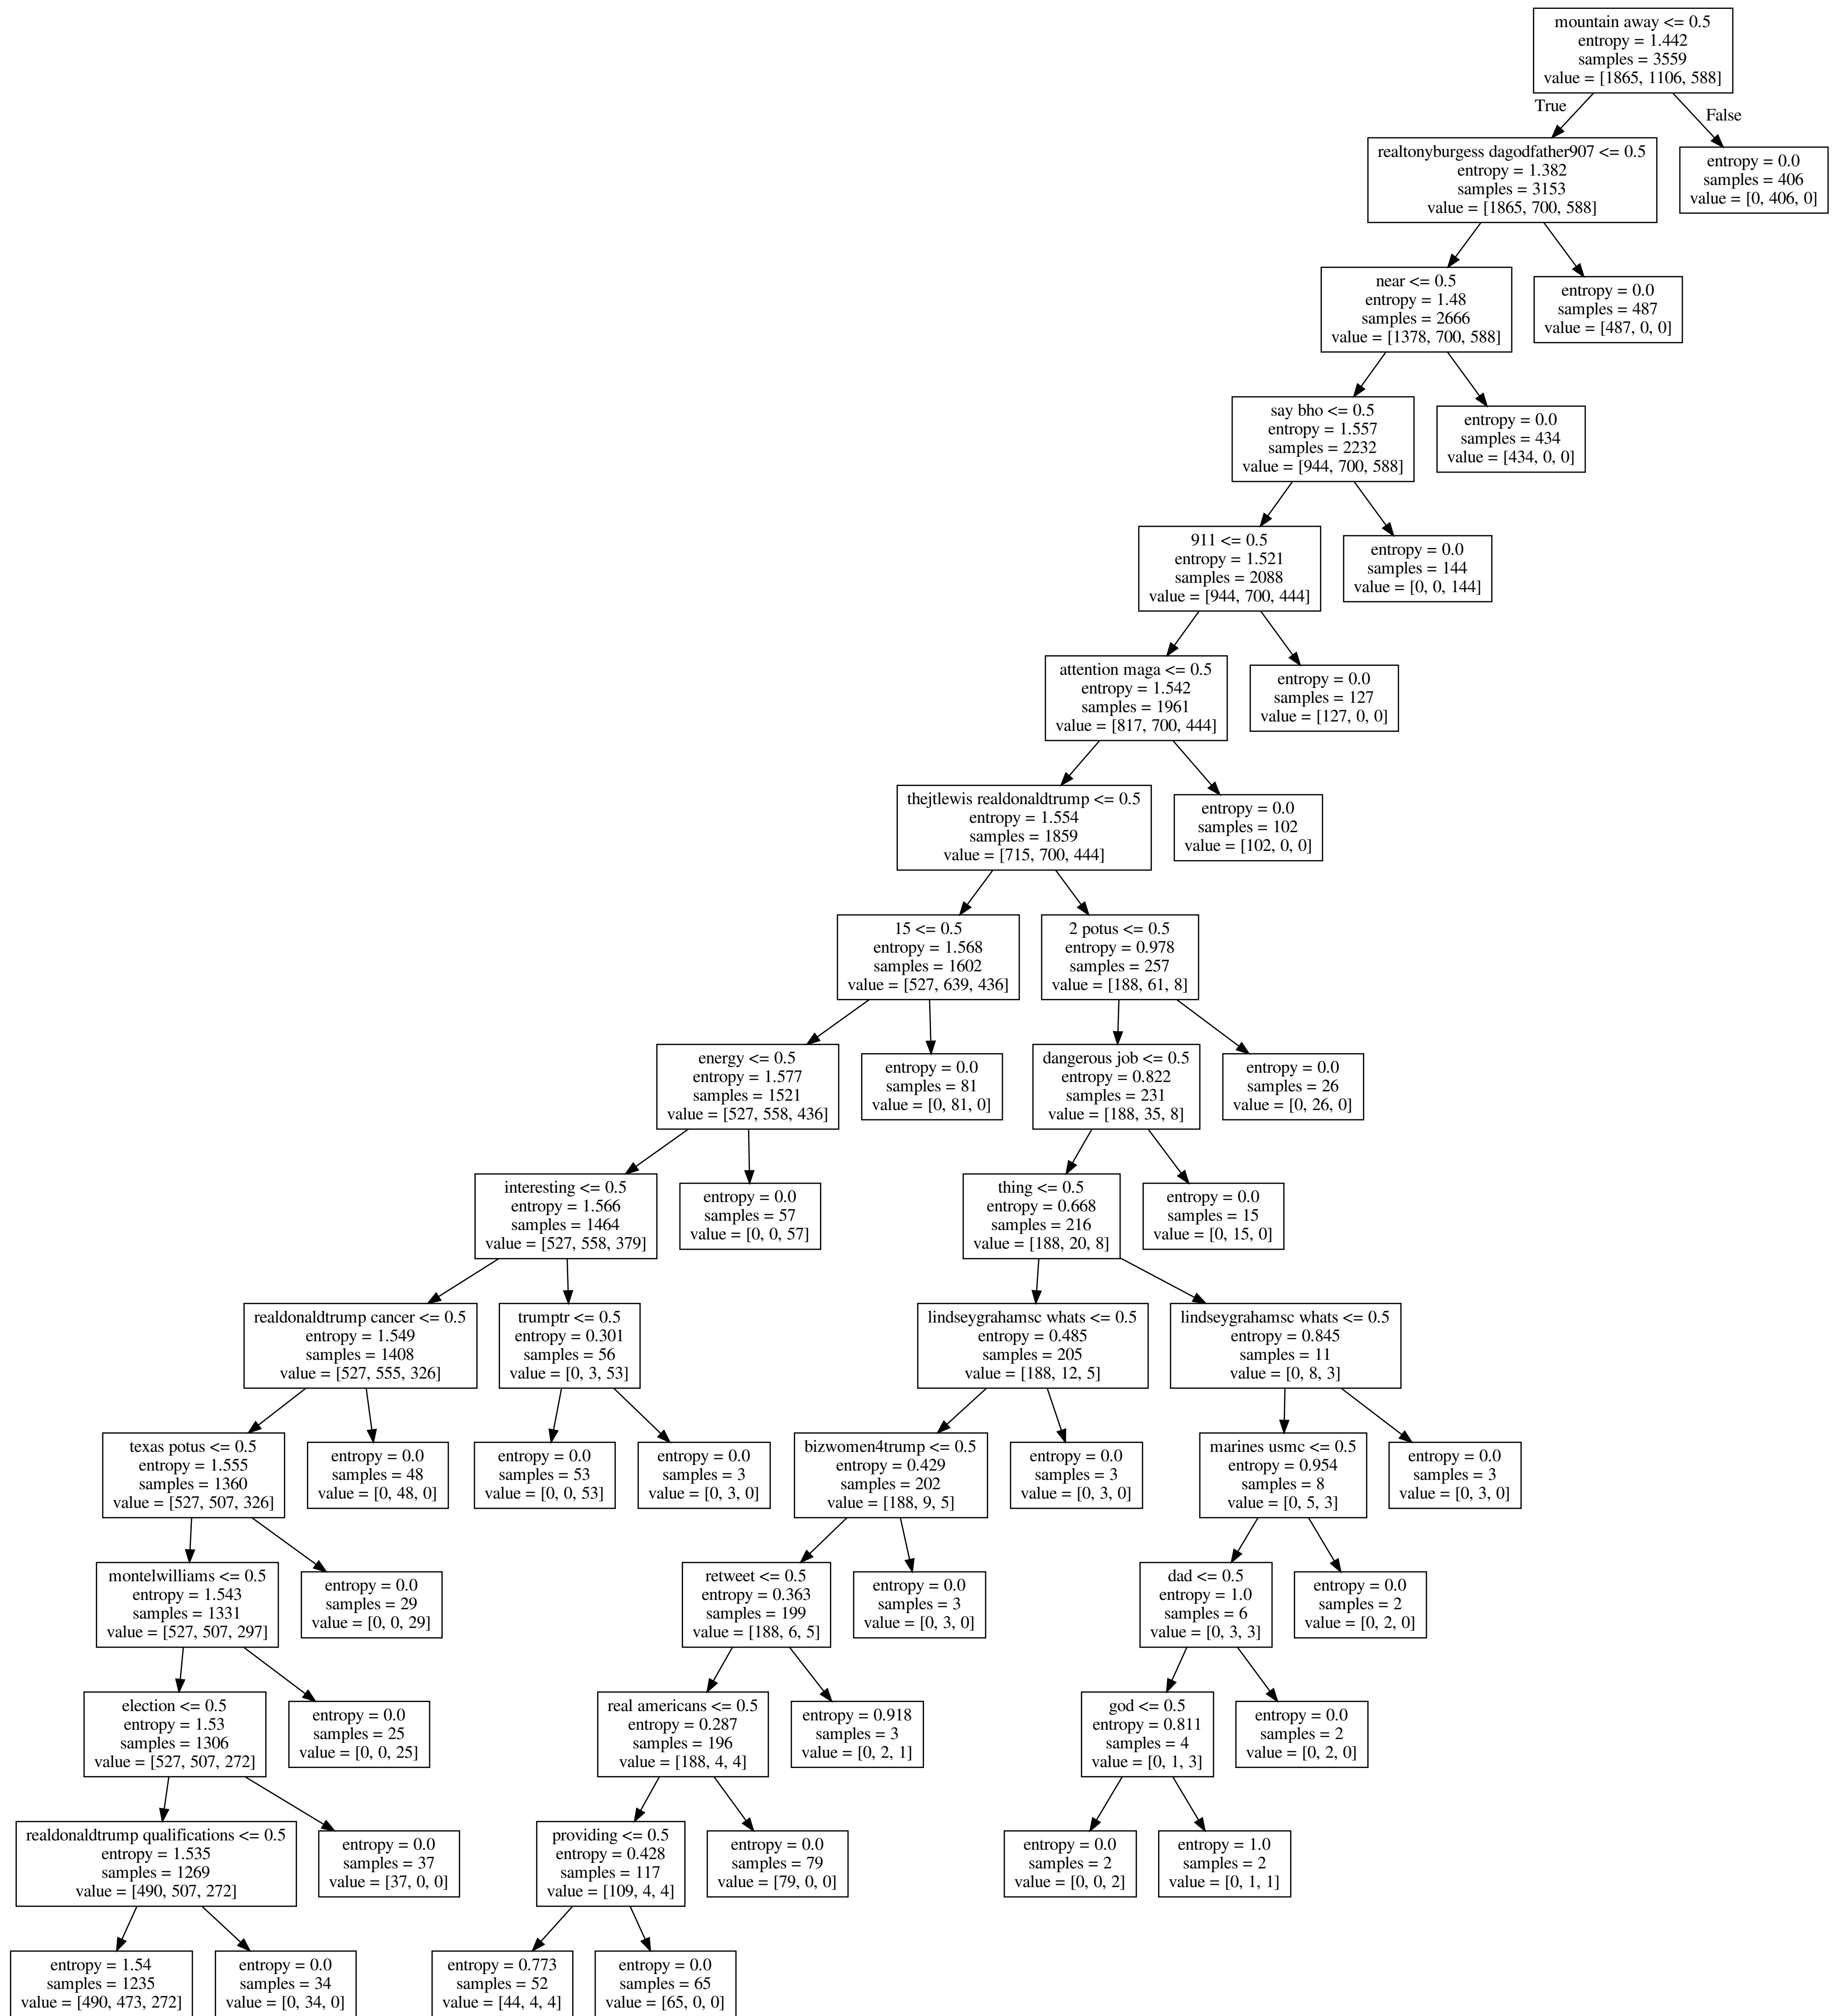 mountain away <= 0.5
entropy = 1.442
samples = 3559
value = [1865, 1106, 588]
True
False
realtonyburgess dagodfather907 <= 0.5
entropy = 1.382
samples = 3153
value = [1865, 700, 588]
entropy = 0.0
samples = 406
value = [0, 406, 0]
near <= 0.5
entropy = 1.48
samples = 2666
value = [1378, 700, 588]
entropy = 0.0
samples = 487
value = [487, 0, 0]
say bho <= 0.5
entropy = 1.557
samples = 2232
value = [944, 700, 588]
entropy = 0.0
samples = 434
value = [434, 0, 0]
911 <= 0.5
entropy = 1.521
samples = 2088
value = [944, 700, 444]
entropy = 0.0
samples = 144
value = [0, 0, 144]
attention maga <= 0.5
entropy = 1.542
samples = 1961
value = [817, 700, 444]
entropy = 0.0
samples = 127
value = [127, 0, 0]
thejtlewis realdonaldtrump <= 0.5
entropy = 1.554
samples = 1859
value = [715, 700, 444]
entropy = 0.0
samples = 102
value = [102, 0, 0]
15 <= 0.5
entropy = 1.568
samples = 1602
value = [527, 639, 436]
2 potus <= 0.5
entropy = 0.978
samples = 257
value = [188, 61, 8]
energy <= 0.5
entropy = 1.577
samples = 1521
value = [527, 558, 436]
entropy = 0.0
samples = 81
value = [0, 81, 0]
dangerous job <= 0.5
entropy = 0.822
samples = 231
value = [188, 35, 8]
entropy = 0.0
samples = 26
value = [0, 26, 0]
interesting <= 0.5
entropy = 1.566
samples = 1464
value = [527, 558, 379]
entropy = 0.0
samples = 57
value = [0, 0, 57]
thing <= 0.5
entropy = 0.668
samples = 216
value = [188, 20, 8]
entropy = 0.0
samples = 15
value = [0, 15, 0]
realdonaldtrump cancer <= 0.5
entropy = 1.549
samples = 1408
value = [527, 555, 326]
trumptr <= 0.5
entropy = 0.301
samples = 56
value = [0, 3, 53]
lindseygrahamsc whats <= 0.5
entropy = 0.485
samples = 205
value = [188, 12, 5]
lindseygrahamsc whats <= 0.5
entropy = 0.845
samples = 11
value = [0, 8, 3]
texas potus <= 0.5
entropy = 1.555
samples = 1360
value = [527, 507, 326]
entropy = 0.0
samples = 48
value = [0, 48, 0]
entropy = 0.0
samples = 53
value = [0, 0, 53]
entropy = 0.0
samples = 3
value = [0, 3, 0]
bizwomen4trump <= 0.5
entropy = 0.429
samples = 202
value = [188, 9, 5]
entropy = 0.0
samples = 3
value = [0, 3, 0]
marines usmc <= 0.5
entropy = 0.954
samples = 8
value = [0, 5, 3]
entropy = 0.0
samples = 3
value = [0, 3, 0]
montelwilliams <= 0.5
entropy = 1.543
samples = 1331
value = [527, 507, 297]
entropy = 0.0
samples = 29
value = [0, 0, 29]
retweet <= 0.5
entropy = 0.363
samples = 199
value = [188, 6, 5]
entropy = 0.0
samples = 3
value = [0, 3, 0]
dad <= 0.5
entropy = 1.0
samples = 6
value = [0, 3, 3]
entropy = 0.0
samples = 2
value = [0, 2, 0]
election <= 0.5
entropy = 1.53
samples = 1306
value = [527, 507, 272]
entropy = 0.0
samples = 25
value = [0, 0, 25]
real americans <= 0.5
entropy = 0.287
samples = 196
value = [188, 4, 4]
entropy = 0.918
samples = 3
value = [0, 2, 1]
god <= 0.5
entropy = 0.811
samples = 4
value = [0, 1, 3]
entropy = 0.0
samples = 2
value = [0, 2, 0]
realdonaldtrump qualifications <= 0.5
entropy = 1.535
samples = 1269
value = [490, 507, 272]
entropy = 0.0
samples = 37
value = [37, 0, 0]
providing <= 0.5
entropy = 0.428
samples = 117
value = [109, 4, 4]
entropy = 0.0
samples = 79
value = [79, 0, 0]
entropy = 0.0
samples = 2
value = [0, 0, 2]
entropy = 1.0
samples = 2
value = [0, 1, 1]
entropy = 1.54
samples = 1235
value = [490, 473, 272]
entropy = 0.0
samples = 34
value = [0, 34, 0]
entropy = 0.773
samples = 52
value = [44, 4, 4]
entropy = 0.0
samples = 65
value = [65, 0, 0]